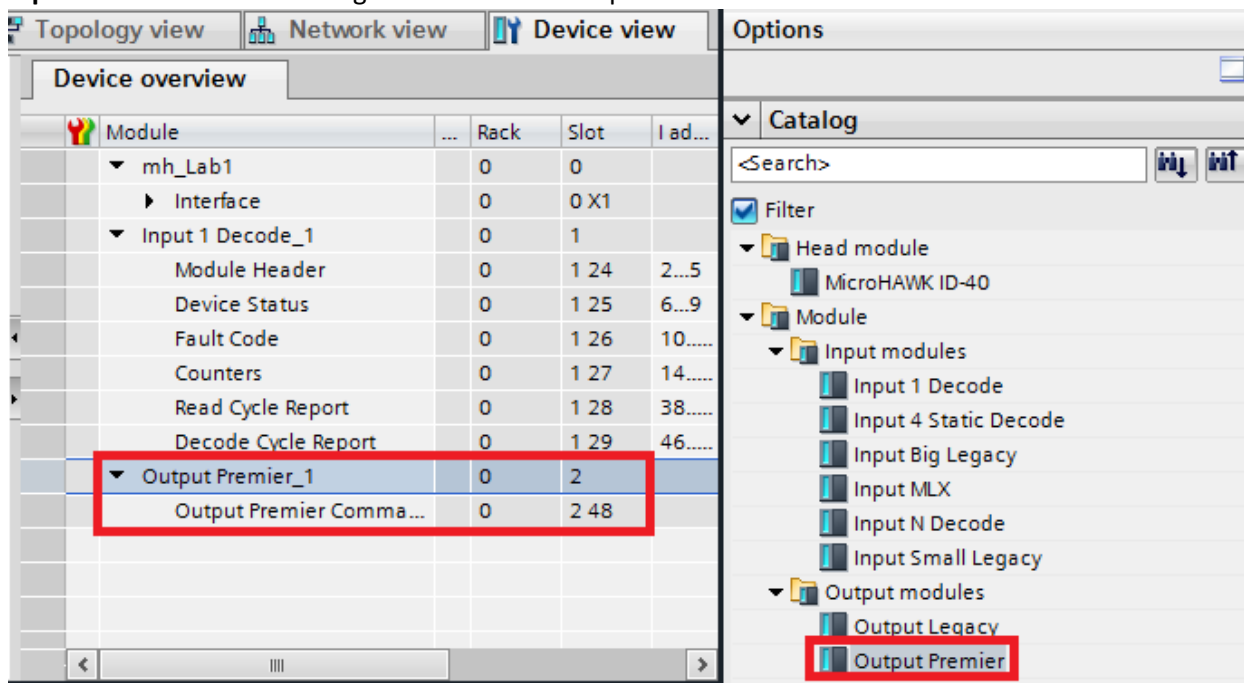 Topology view Network view Device view
Device overview
Module ... Rack Slot I ad...
mh_Lab1 0 0
Interface 0 0 X1
Input 1 Decode_1 0 1
Module Header 0 1 24 2...5
Device Status 0 1 25 6...9
Fault Code 0 1 26 10.....
Counters 0 1 27 14.....
Read Cycle Report 0 1 28 38.....
Decode Cycle Report 0 1 29 46.....
Output Premier_1 0 2
Output Premier Comma... 0 2 48
Options
Catalog
<Search>
Filter
Head module
MicroHAWK ID-40
Module
Input modules
Input 1 Decode
Input 4 Static Decode
Input Big Legacy
Input MLX
Input N Decode
Input Small Legacy
Output modules
Output Legacy
Output Premier